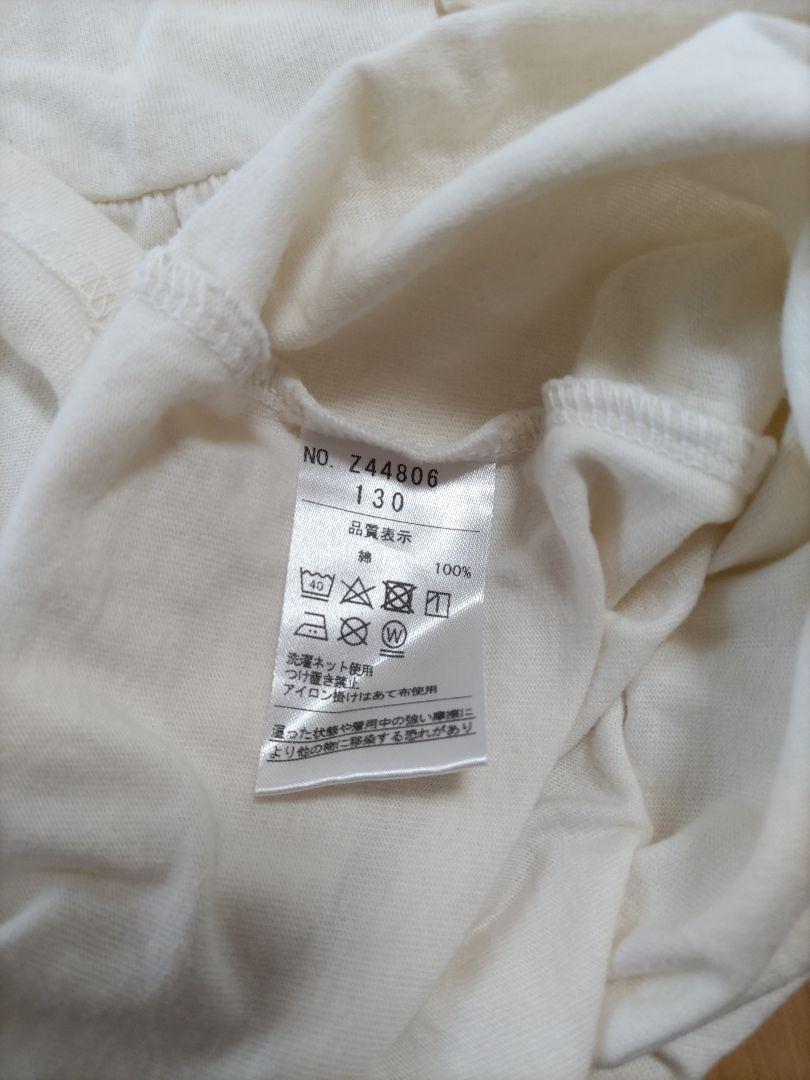 NO. Z44806
130
品質表示
綿 100%
40
W
洗濯ネット使用
つけ置き禁止
アイロン掛けはあて布使用
湿った状態や着用中の強い摩擦に
より他の物に移染する恐れがあり